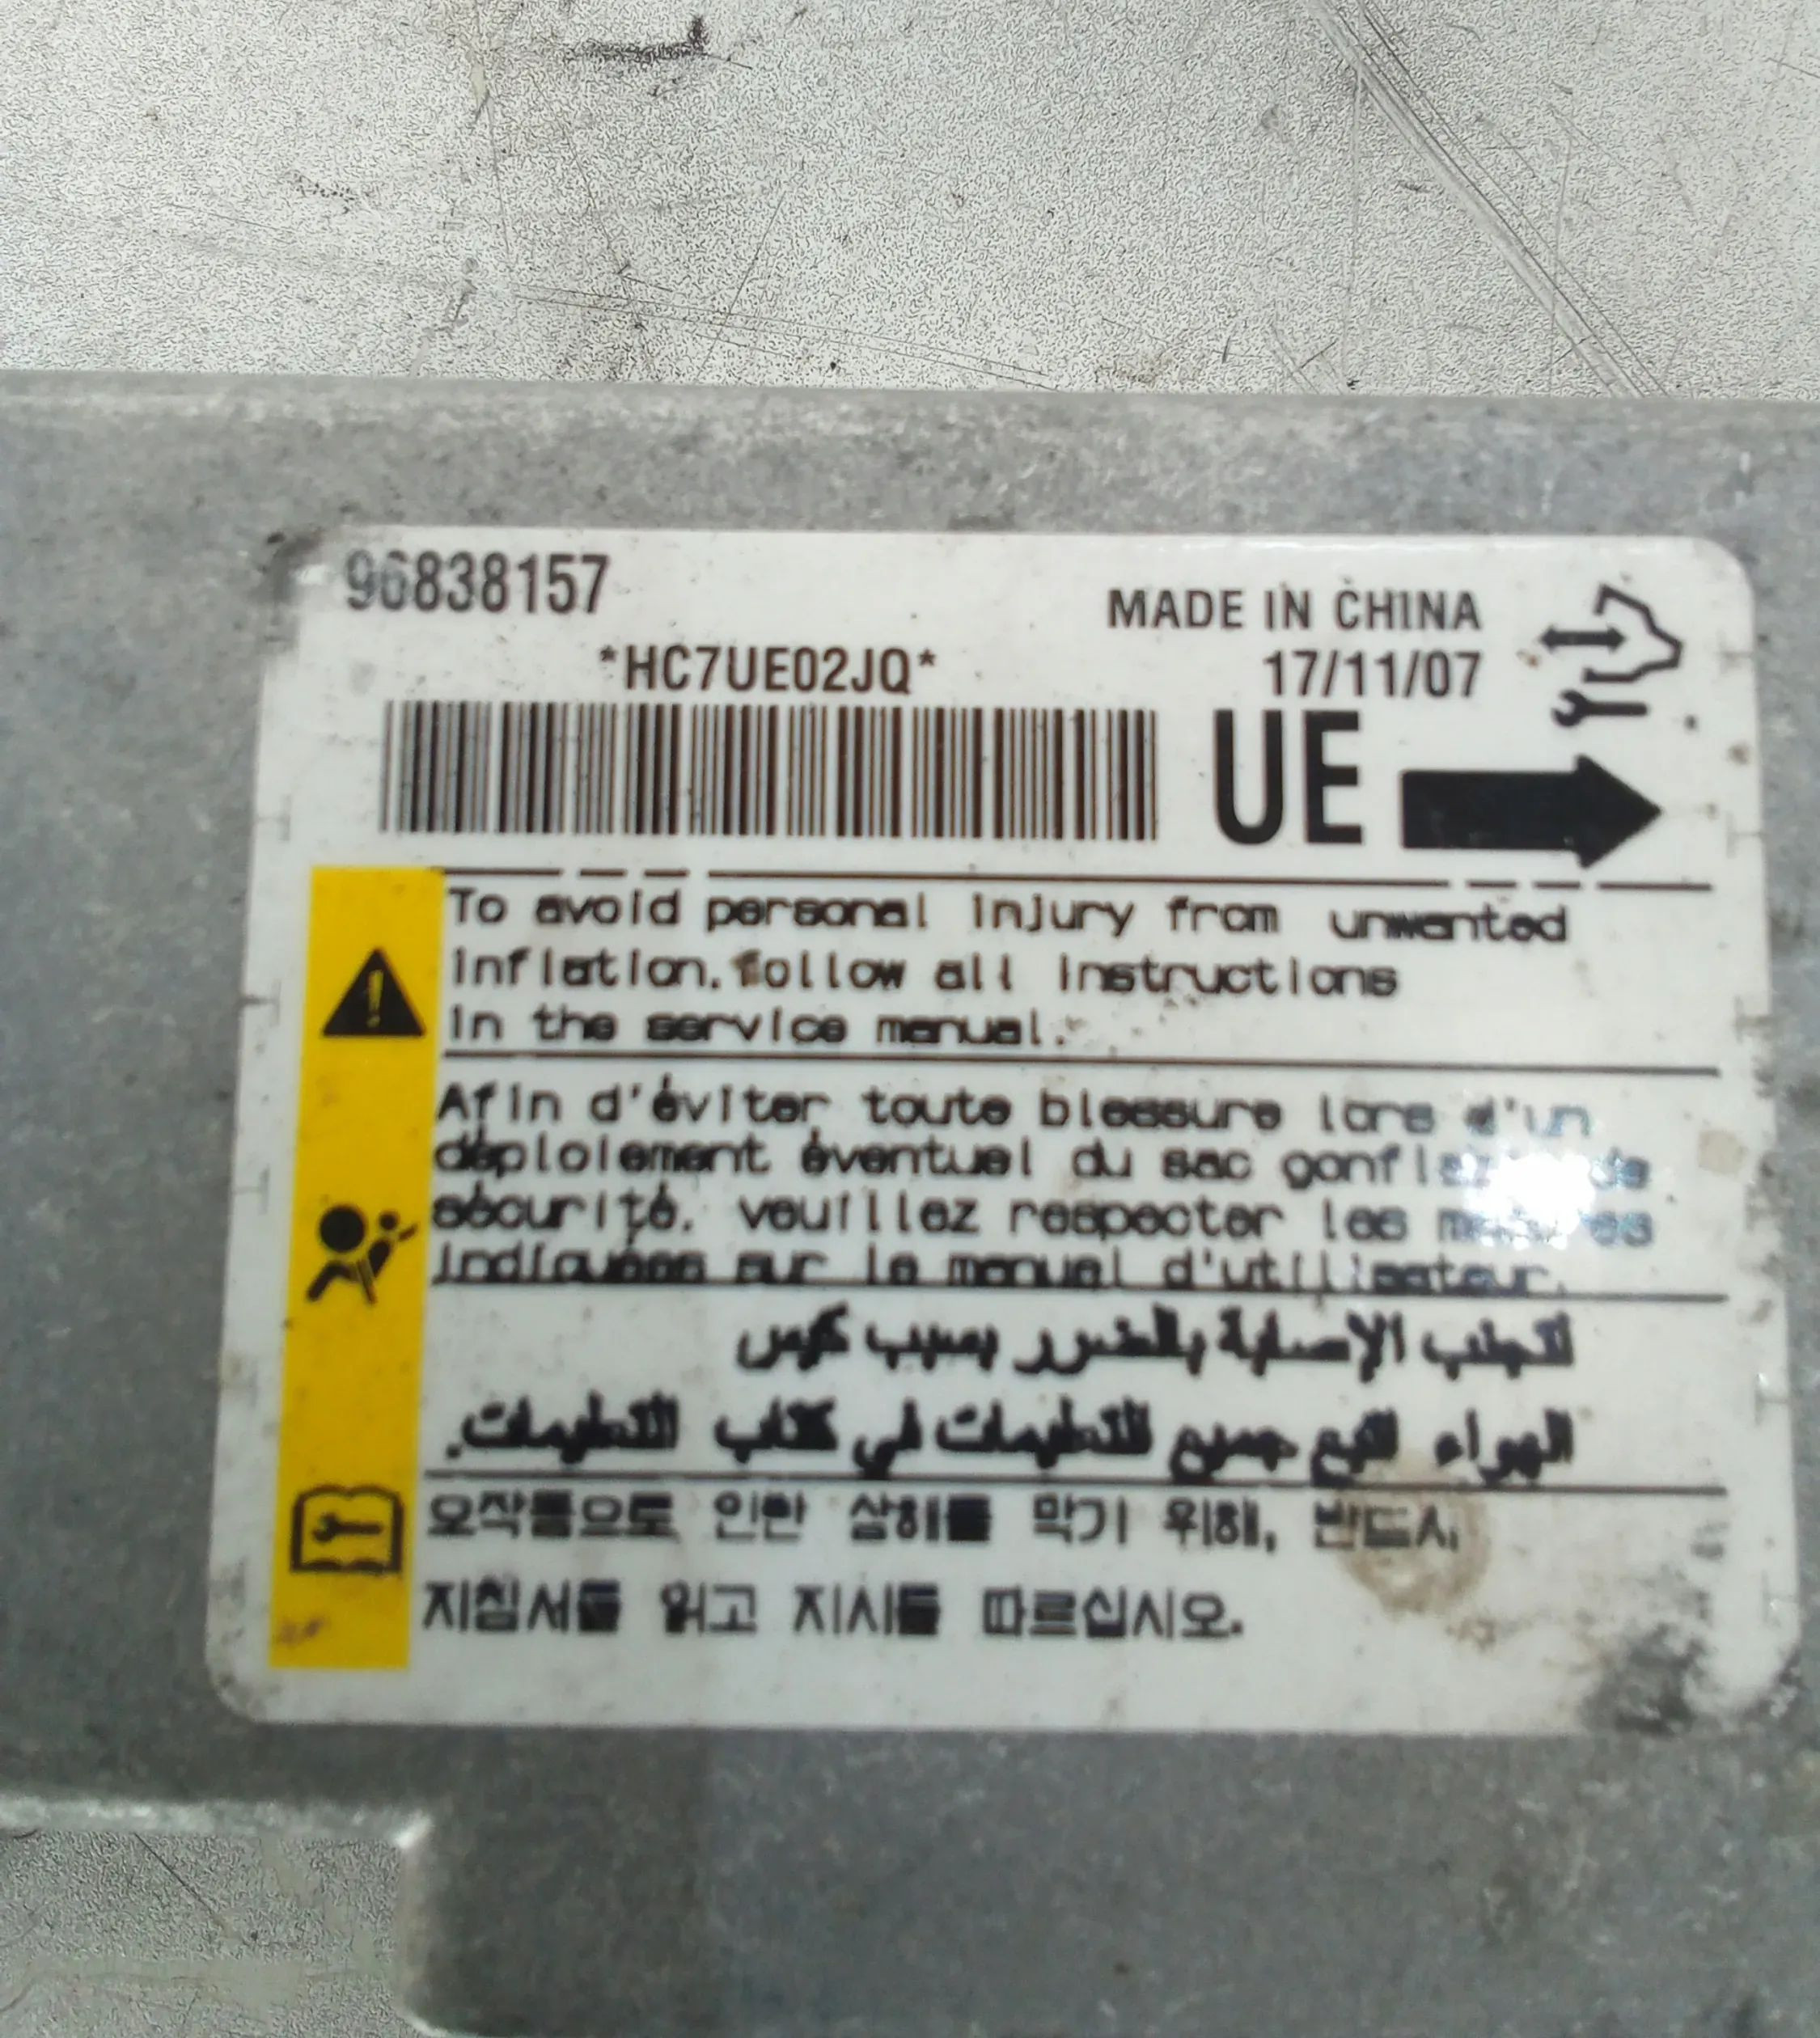 96838157
MADE IN CHINA
*HC7UE02JQ*
17/11/07
UE
To avoid personal injury from unwanted
inflation, follow all instructions
in the service manual.
Afin d'éviter toute blessure lors d'un
déploiement éventuel du sac gonflable de
sécurité, veuillez respecter les mesures
indiquées sur le manuel d'utilisateur.
لتجنب الإصابة بالضرر بسبب كيس
الهواء اتبع جميع التعليمات في كتاب التعليمات.
오작동으로 인한 상해를 막기 위해, 반드시
지침서를 읽고 지시를 따르십시오.